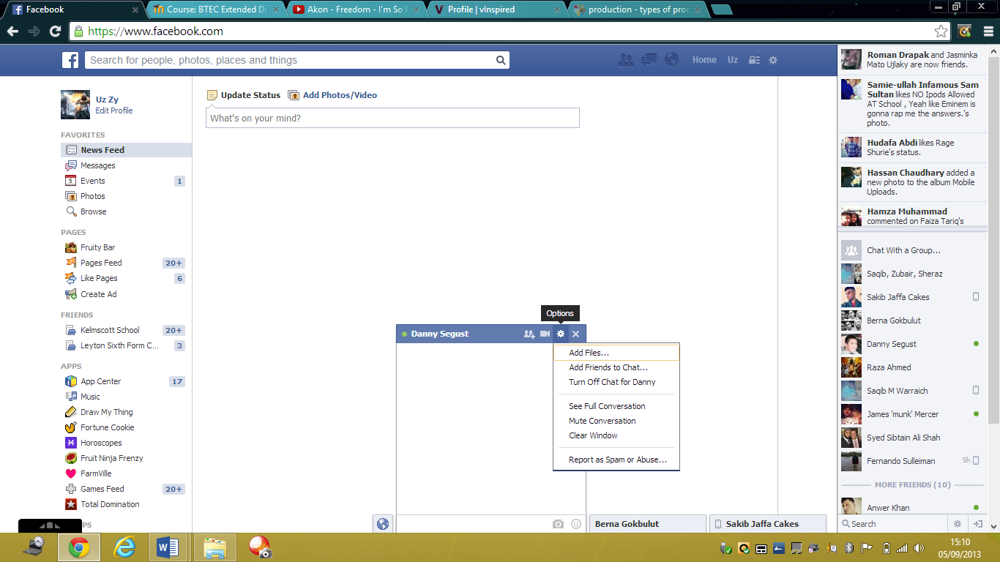 Facebook
Course: BTEC Extended Di
Akon - Freedom - I'm So P
Profile | vInspired
production - types of prod
https://www.facebook.com
Search for people, photos, places and things
Home
Uz
Uz Zy
Edit Profile
FAVORITES
News Feed
Messages
5
Events
1
Photos
Browse
PAGES
Fruity Bar
Pages Feed
20+
Like Pages
6
Create Ad
FRIENDS
Kelmscott School
20+
Leyton Sixth Form C...
3
APPS
App Center
17
Music
Draw My Thing
Fortune Cookie
Horoscopes
Fruit Ninja Frenzy
FarmVille
Games Feed
20+
Total Domination
PS
Update Status
Add Photos/Video
What's on your mind?
Options
Danny Segust
Add Files...
Add Friends to Chat...
Turn Off Chat for Danny
See Full Conversation
Mute Conversation
Clear Window
Report as Spam or Abuse...
Berna Gokbulut
Sakib Jaffa Cakes
Roman Drapak and Jasminka
Mato Ujlaky are now friends.
Samie-ullah Infamous Sam
Sultan likes NO Ipods Allowed
AT School , Yeah like Eminem is
gonna rap me the answers.'s
photo.
Hudafa Abdi likes Rage
Shurie's status.
Hassan Chaudhary added a
new photo to the album Mobile
Uploads.
Hamza Muhammad
commented on Faiza Tariq's
Chat With a Group...
Saqib, Zubair, Sheraz
Sakib Jaffa Cakes
Berna Gokbulut
Danny Segust
Raza Ahmed
Saqib M Warraich
James 'munk' Mercer
Syed Sibtain Ali Shah
Fernando Sulleiman
5h
MORE FRIENDS (10)
Anwer Khan
Search
15:10
05/09/2013